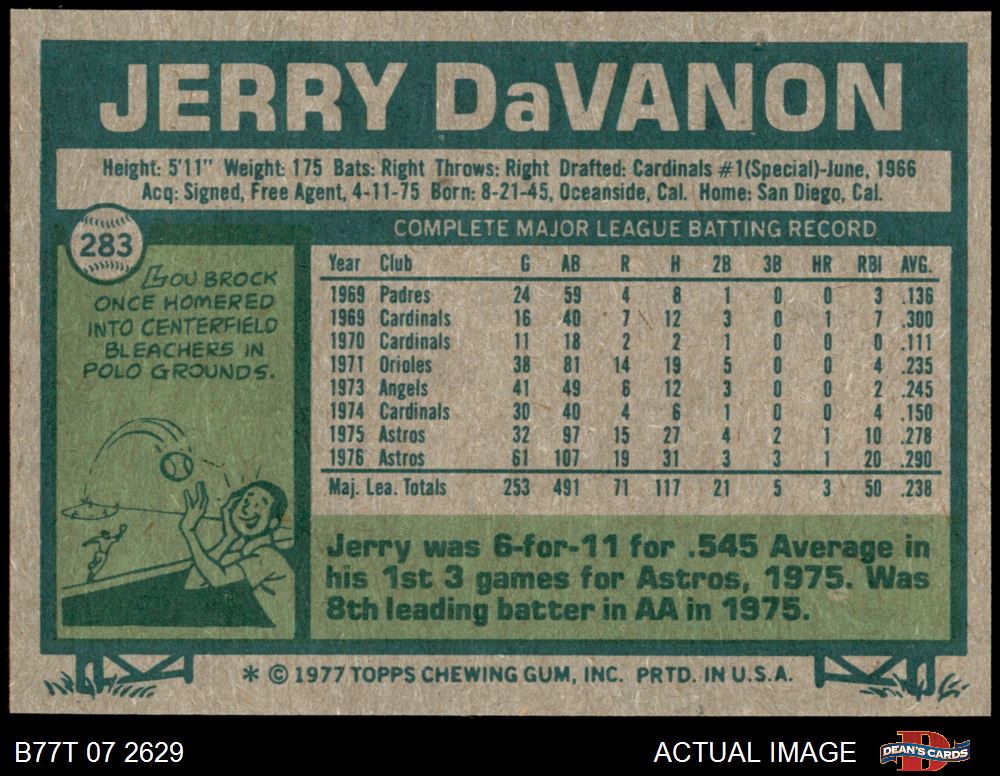 JERRY DaVANON
Height: 5'11" Weight: 175 Bats: Right Throws: Right Drafted: Cardinals #1(Special)-June, 1966
Acq: Signed, Free Agent, 4-11-75 Born: 8-21-45, Oceanside, Cal. Home: San Diego, Cal.
283
LOU BROCK
ONCE HOMERED
INTO CENTERFIELD
BLEACHERS IN
POLO GROUNDS.
COMPLETE MAJOR LEAGUE BATTING RECORD
Year Club G AB R H 2B 3B HR RBI AVG.
1969 Padres 24 59 4 8 1 0 0 3 .136
1969 Cardinals 16 40 7 12 3 0 1 7 .300
1970 Cardinals 11 18 2 2 1 0 0 0 .111
1971 Orioles 38 81 14 19 5 0 0 4 .235
1973 Angels 41 49 6 12 3 0 0 2 .245
1974 Cardinals 30 40 4 6 1 0 0 4 .150
1975 Astros 32 97 15 27 4 2 1 10 .278
1976 Astros 61 107 19 31 3 3 1 20 .290
Maj. Lea. Totals 253 491 71 117 21 5 3 50 .238
Jerry was 6-for-11 for .545 Average in
his 1st 3 games for Astros, 1975. Was
8th leading batter in AA in 1975.
* © 1977 TOPPS CHEWING GUM, INC. PRTD. IN U.S.A.
B77T 07 2629
ACTUAL IMAGE
DEAN'S CARDS